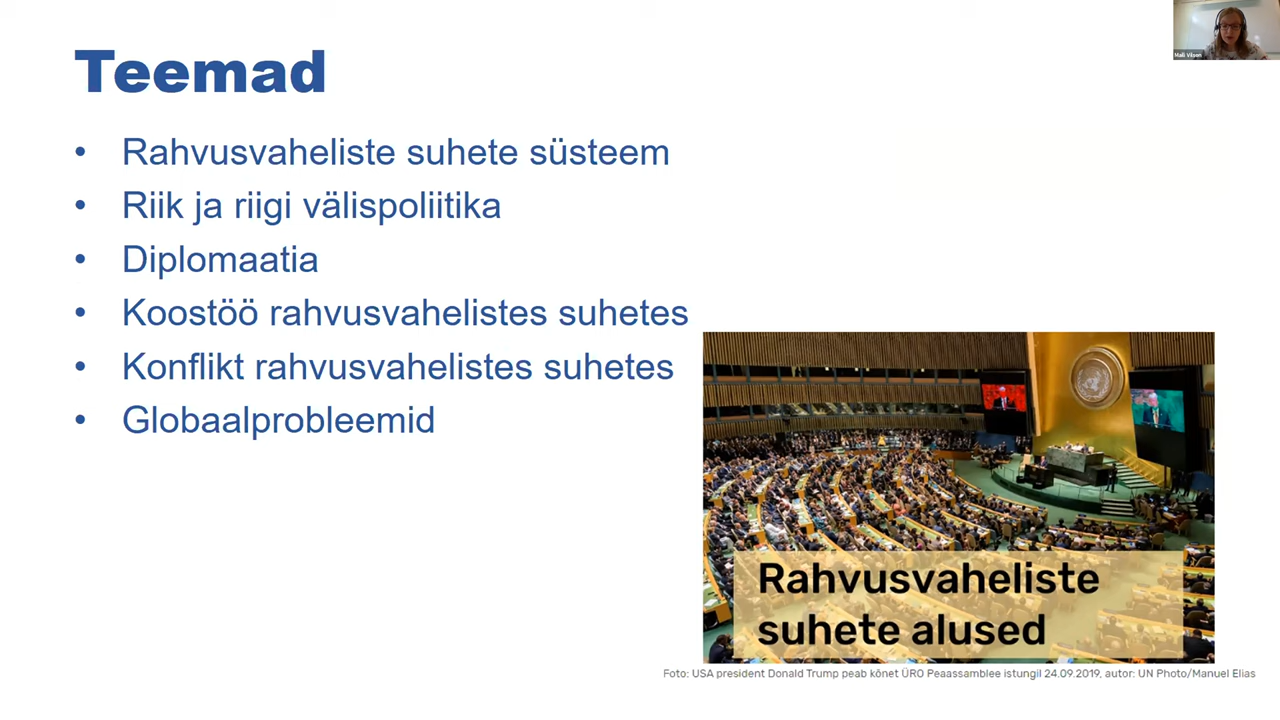 Teemad
• Rahvusvaheliste suhete süsteem
• Riik ja riigi välispoliitika
• Diplomaatia
• Koostöö rahvusvahelistes suhetes
• Konflikt rahvusvahelistes suhetes
• Globaalprobleemid
Rahvusvaheliste
suhete alused
Foto: USA president Donald Trump peab kõnet ÜRO Peaassamblee istungil 24.09.2019, autor: UN Photo/Manuel Elias